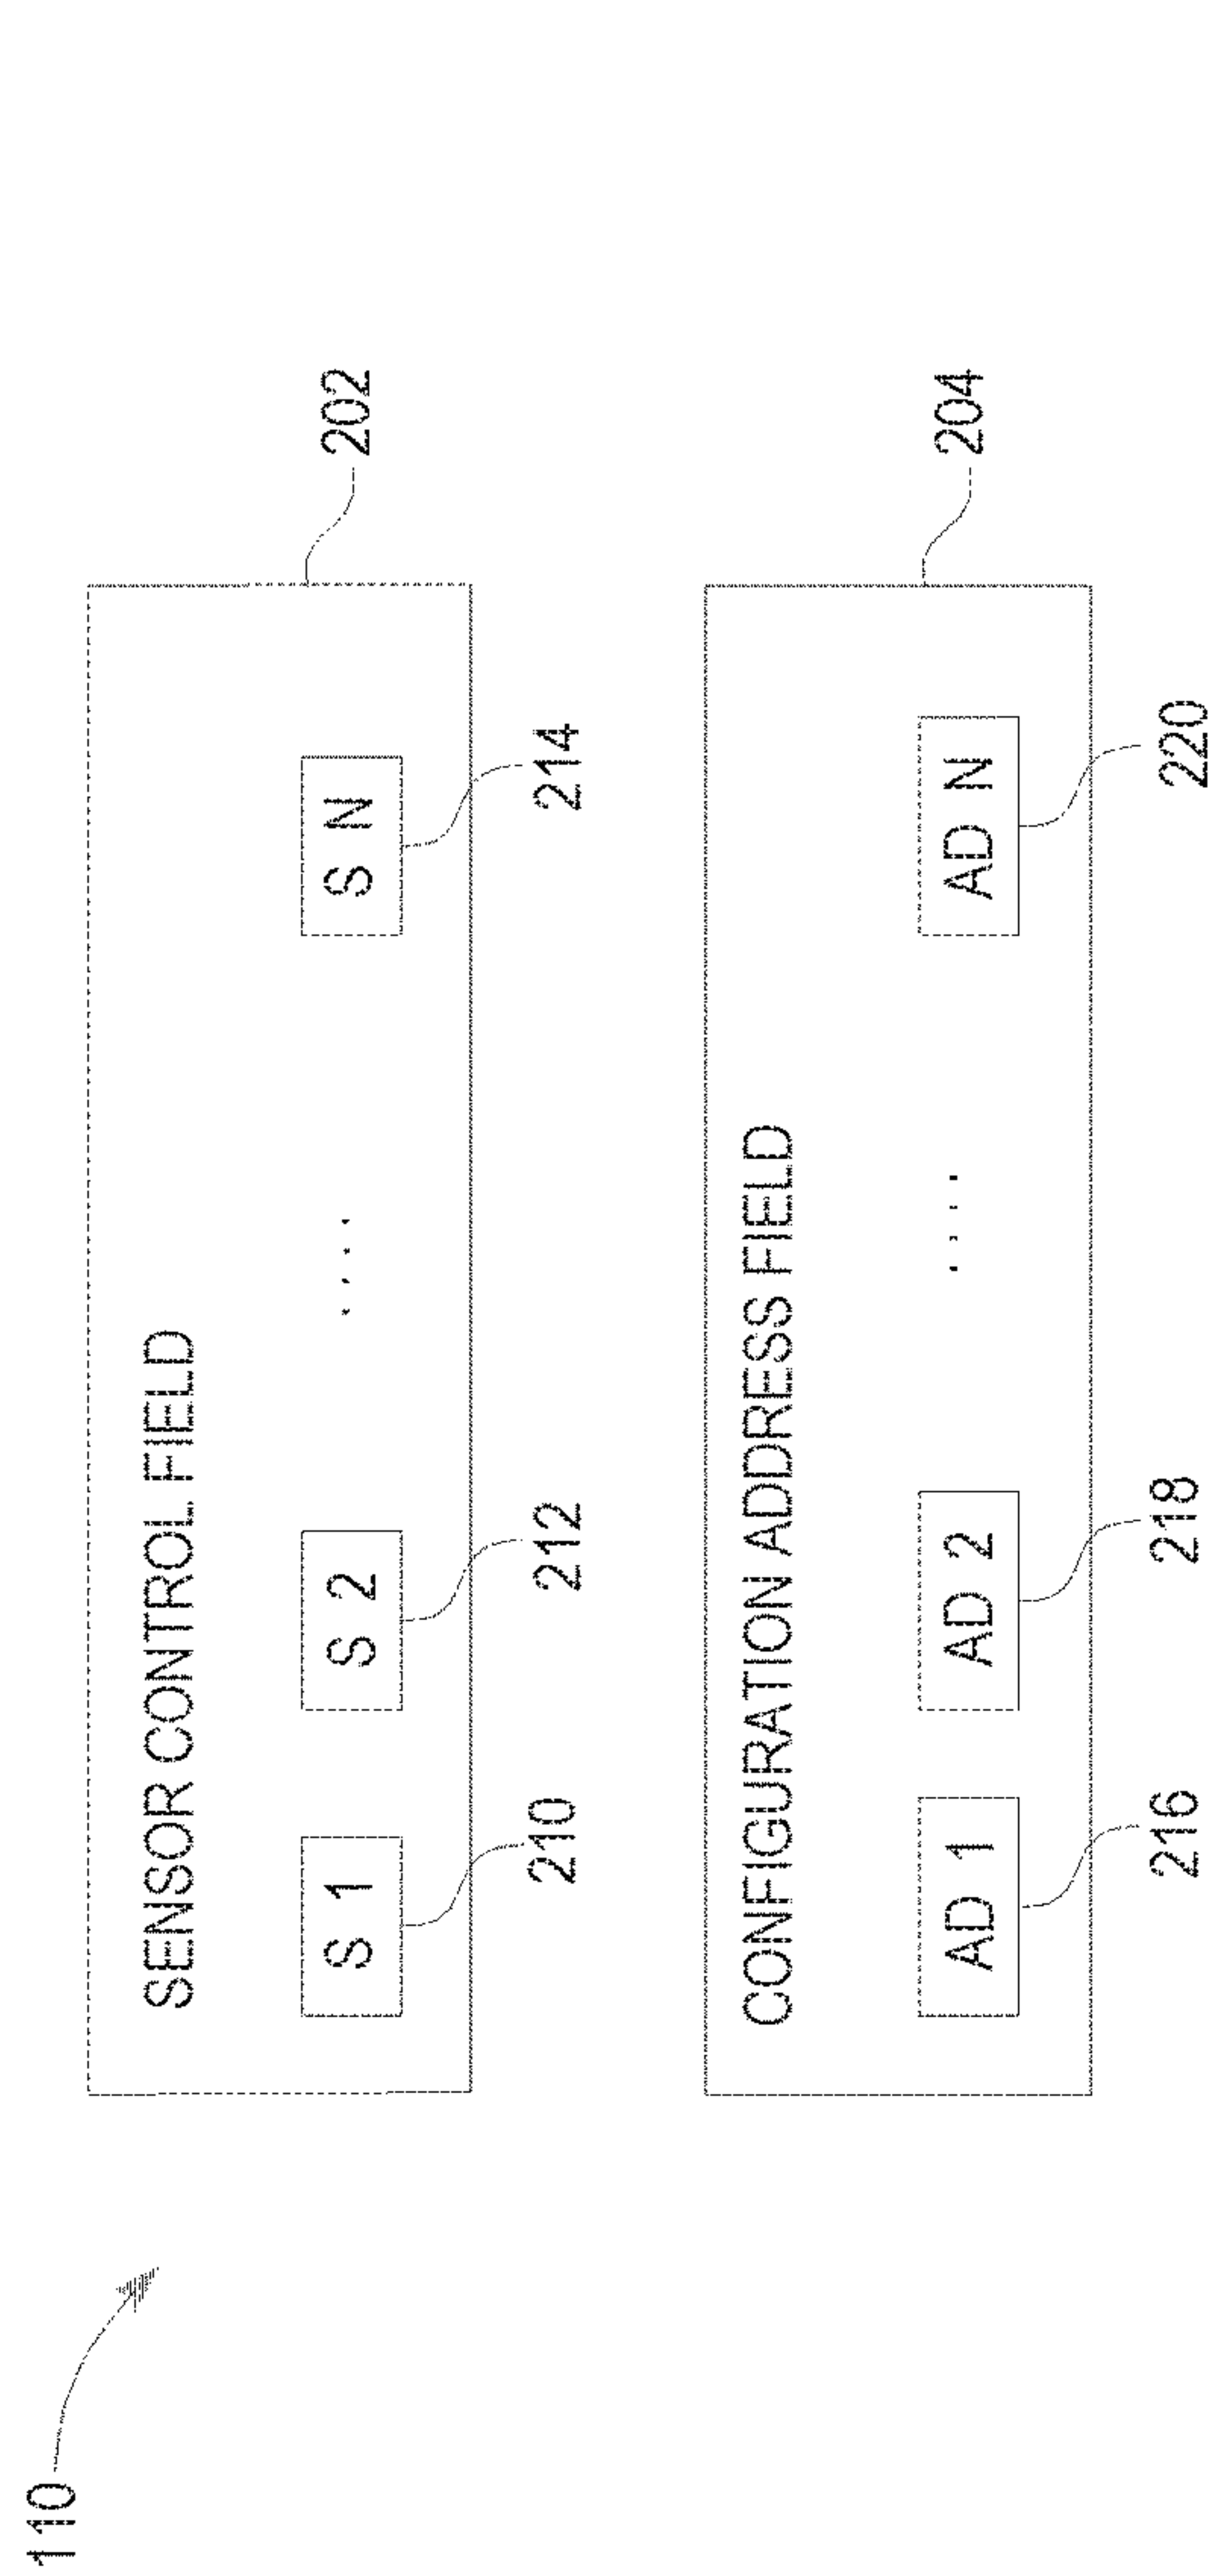 110
SENSOR CONTROL FIELD
S 1
S 2
....
S N
202
210
212
214
CONFIGURATION ADDRESS FIELD
AD 1
AD 2
....
AD N
204
216
218
220